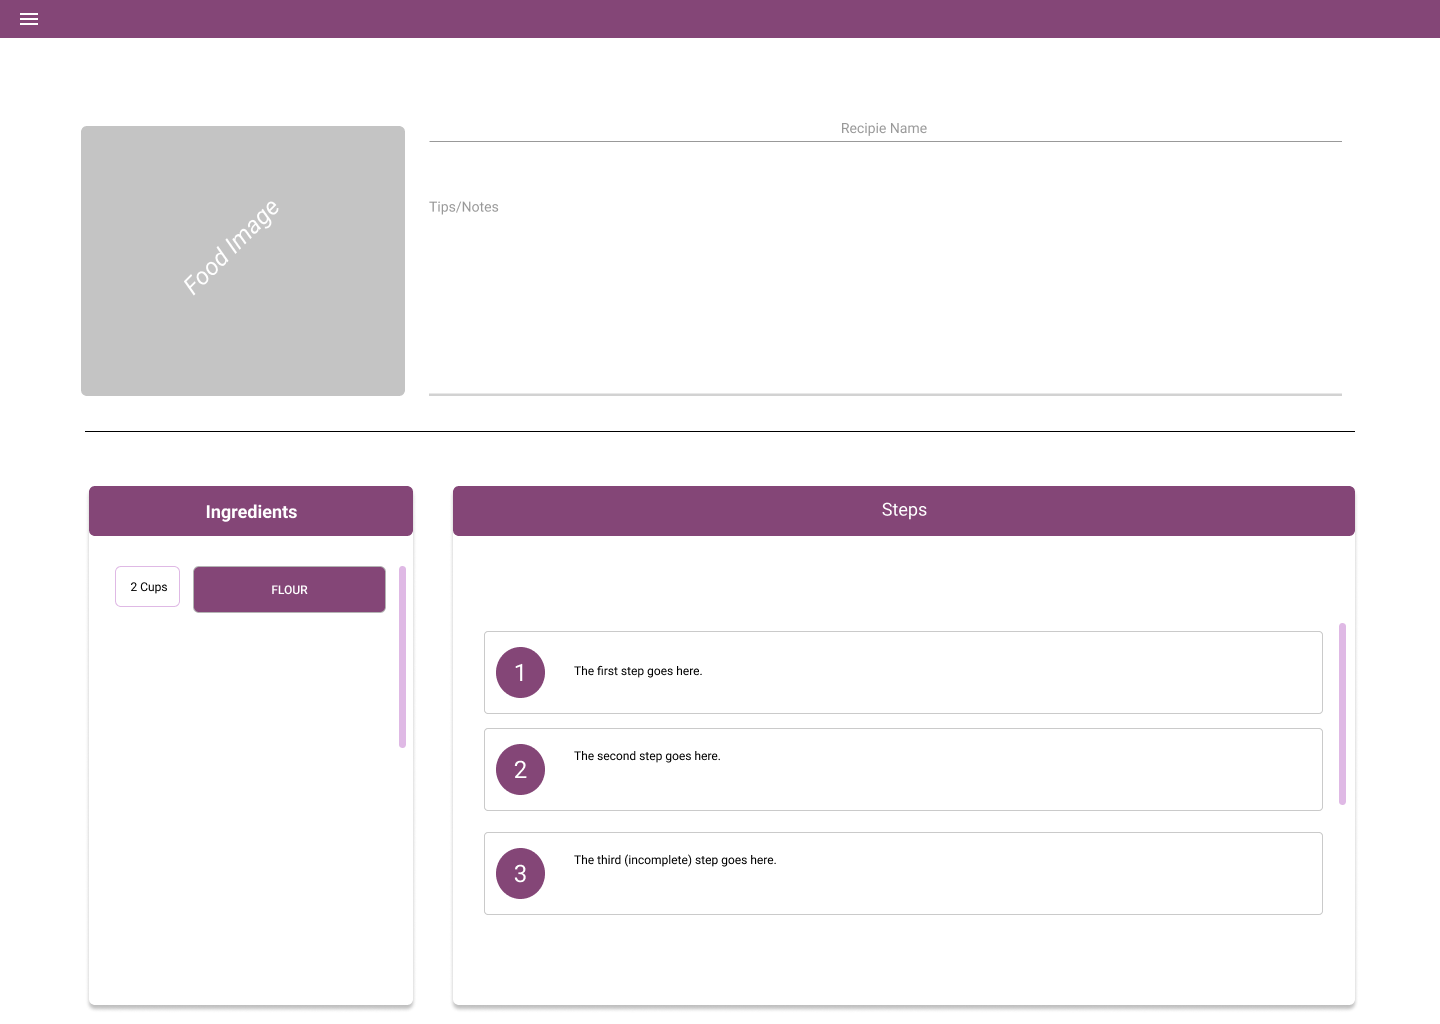 Recipie Name
Food Image
Tips/Notes
Ingredients
2 Cups
FLOUR
Steps
1
The first step goes here.
2
The second step goes here.
3
The third (incomplete) step goes here.